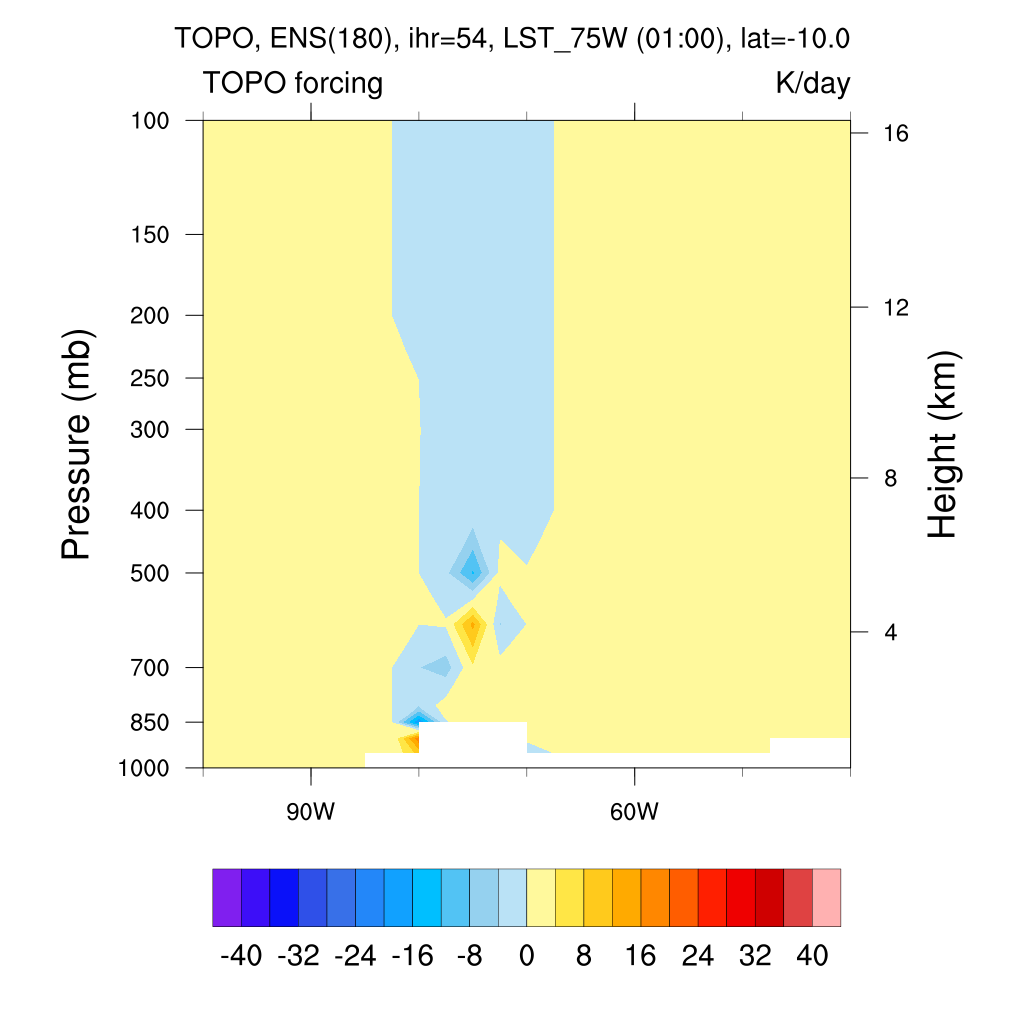 TOPO, ENS(180), ihr=54, LST_75W (01:00), lat=-10.0
TOPO forcing
K/day
100
150
200
250
300
400
500
700
850
1000
Pressure (mb)
16
12
8
4
Height (km)
90W
60W
-40 -32 -24 -16 -8 0 8 16 24 32 40